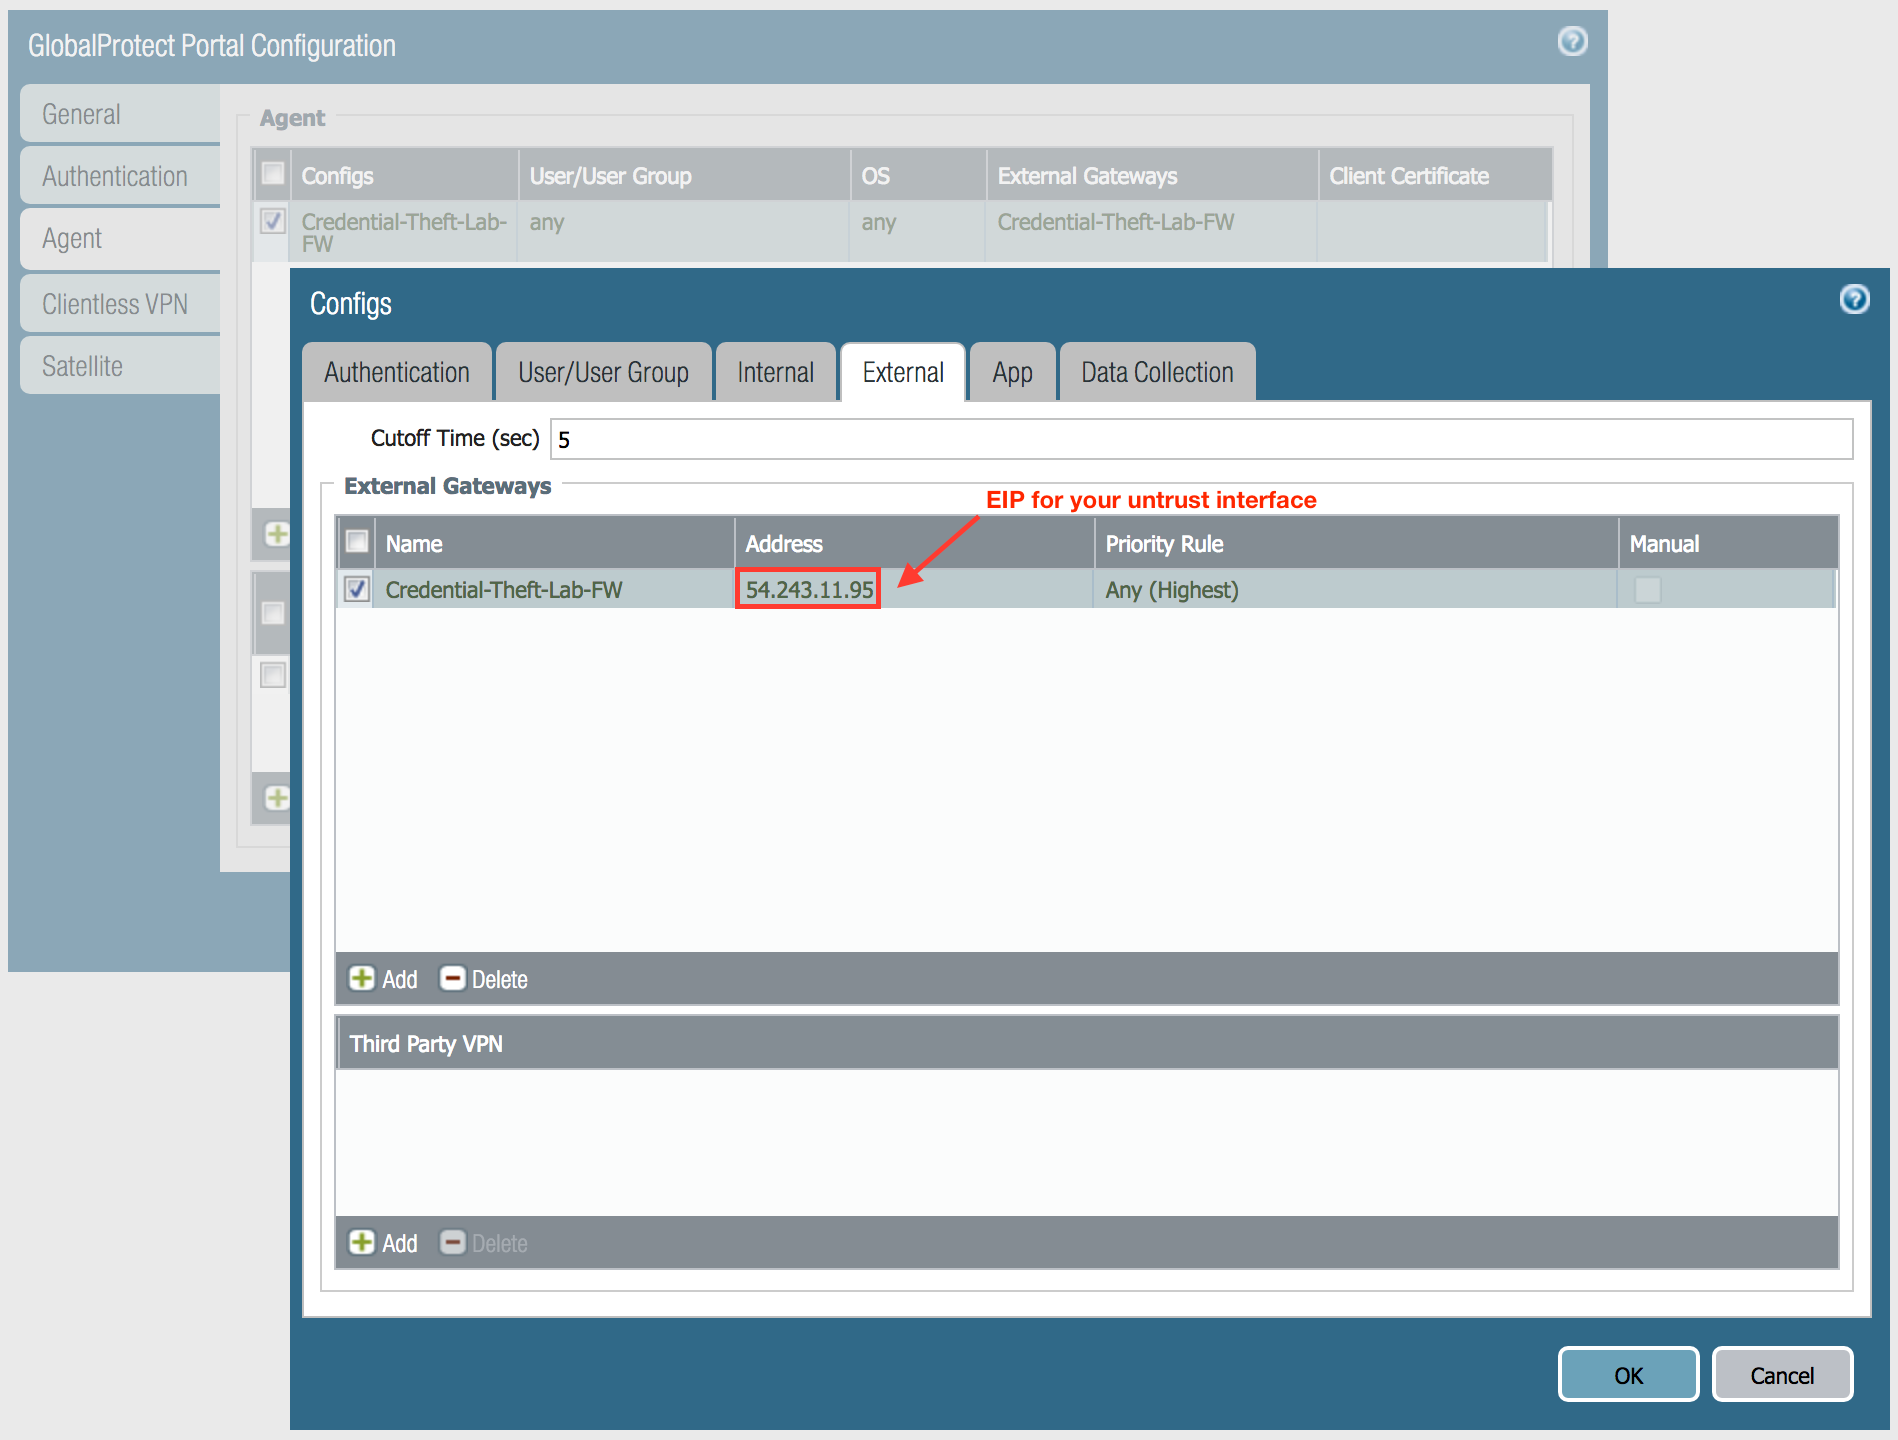 GlobalProtect Portal Configuration
General
Authentication
Agent
Clientless VPN
Satellite
Agent
Configs User/User Group OS External Gateways Client Certificate
Credential-Theft-Lab- any any Credential-Theft-Lab-FW
FW
Configs
Authentication User/User Group Internal External App Data Collection
Cutoff Time (sec) 5
External Gateways
EIP for your untrust interface
Name Address Priority Rule Manual
Credential-Theft-Lab-FW 54.243.11.95 Any (Highest)
Add Delete
Third Party VPN
Add Delete
OK Cancel